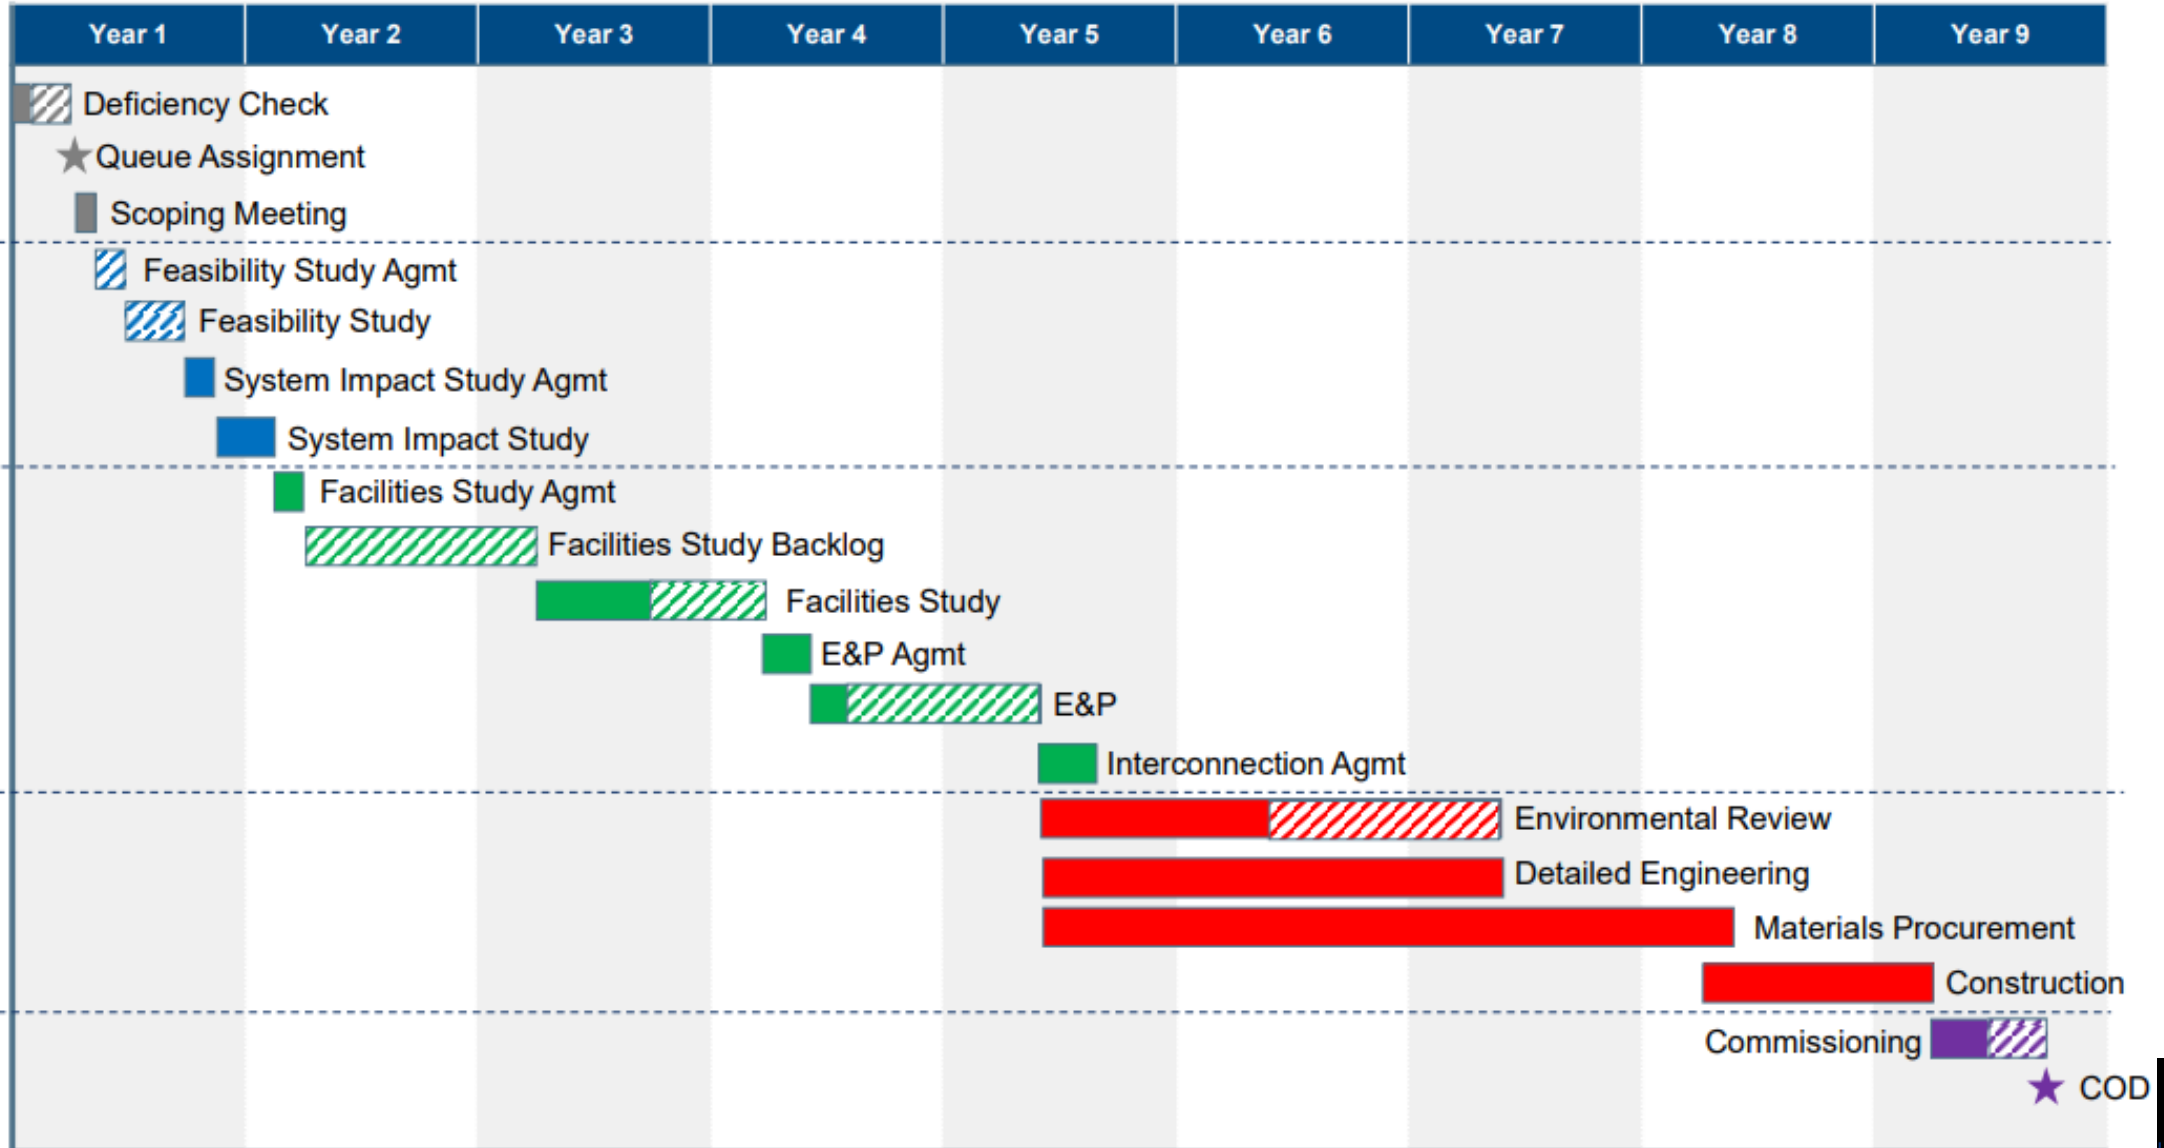 Year 1
Year 2
Year 3
Year 4
Year 5
Year 6
Year 7
Year 8
Year 9
Deficiency Check
Queue Assignment
Scoping Meeting
Feasibility Study Agmt
Feasibility Study
System Impact Study Agmt
System Impact Study
Facilities Study Agmt
Facilities Study Backlog
Facilities Study
E&P Agmt
E&P
Interconnection Agmt
Environmental Review
Detailed Engineering
Materials Procurement
Construction
Commissioning
COD